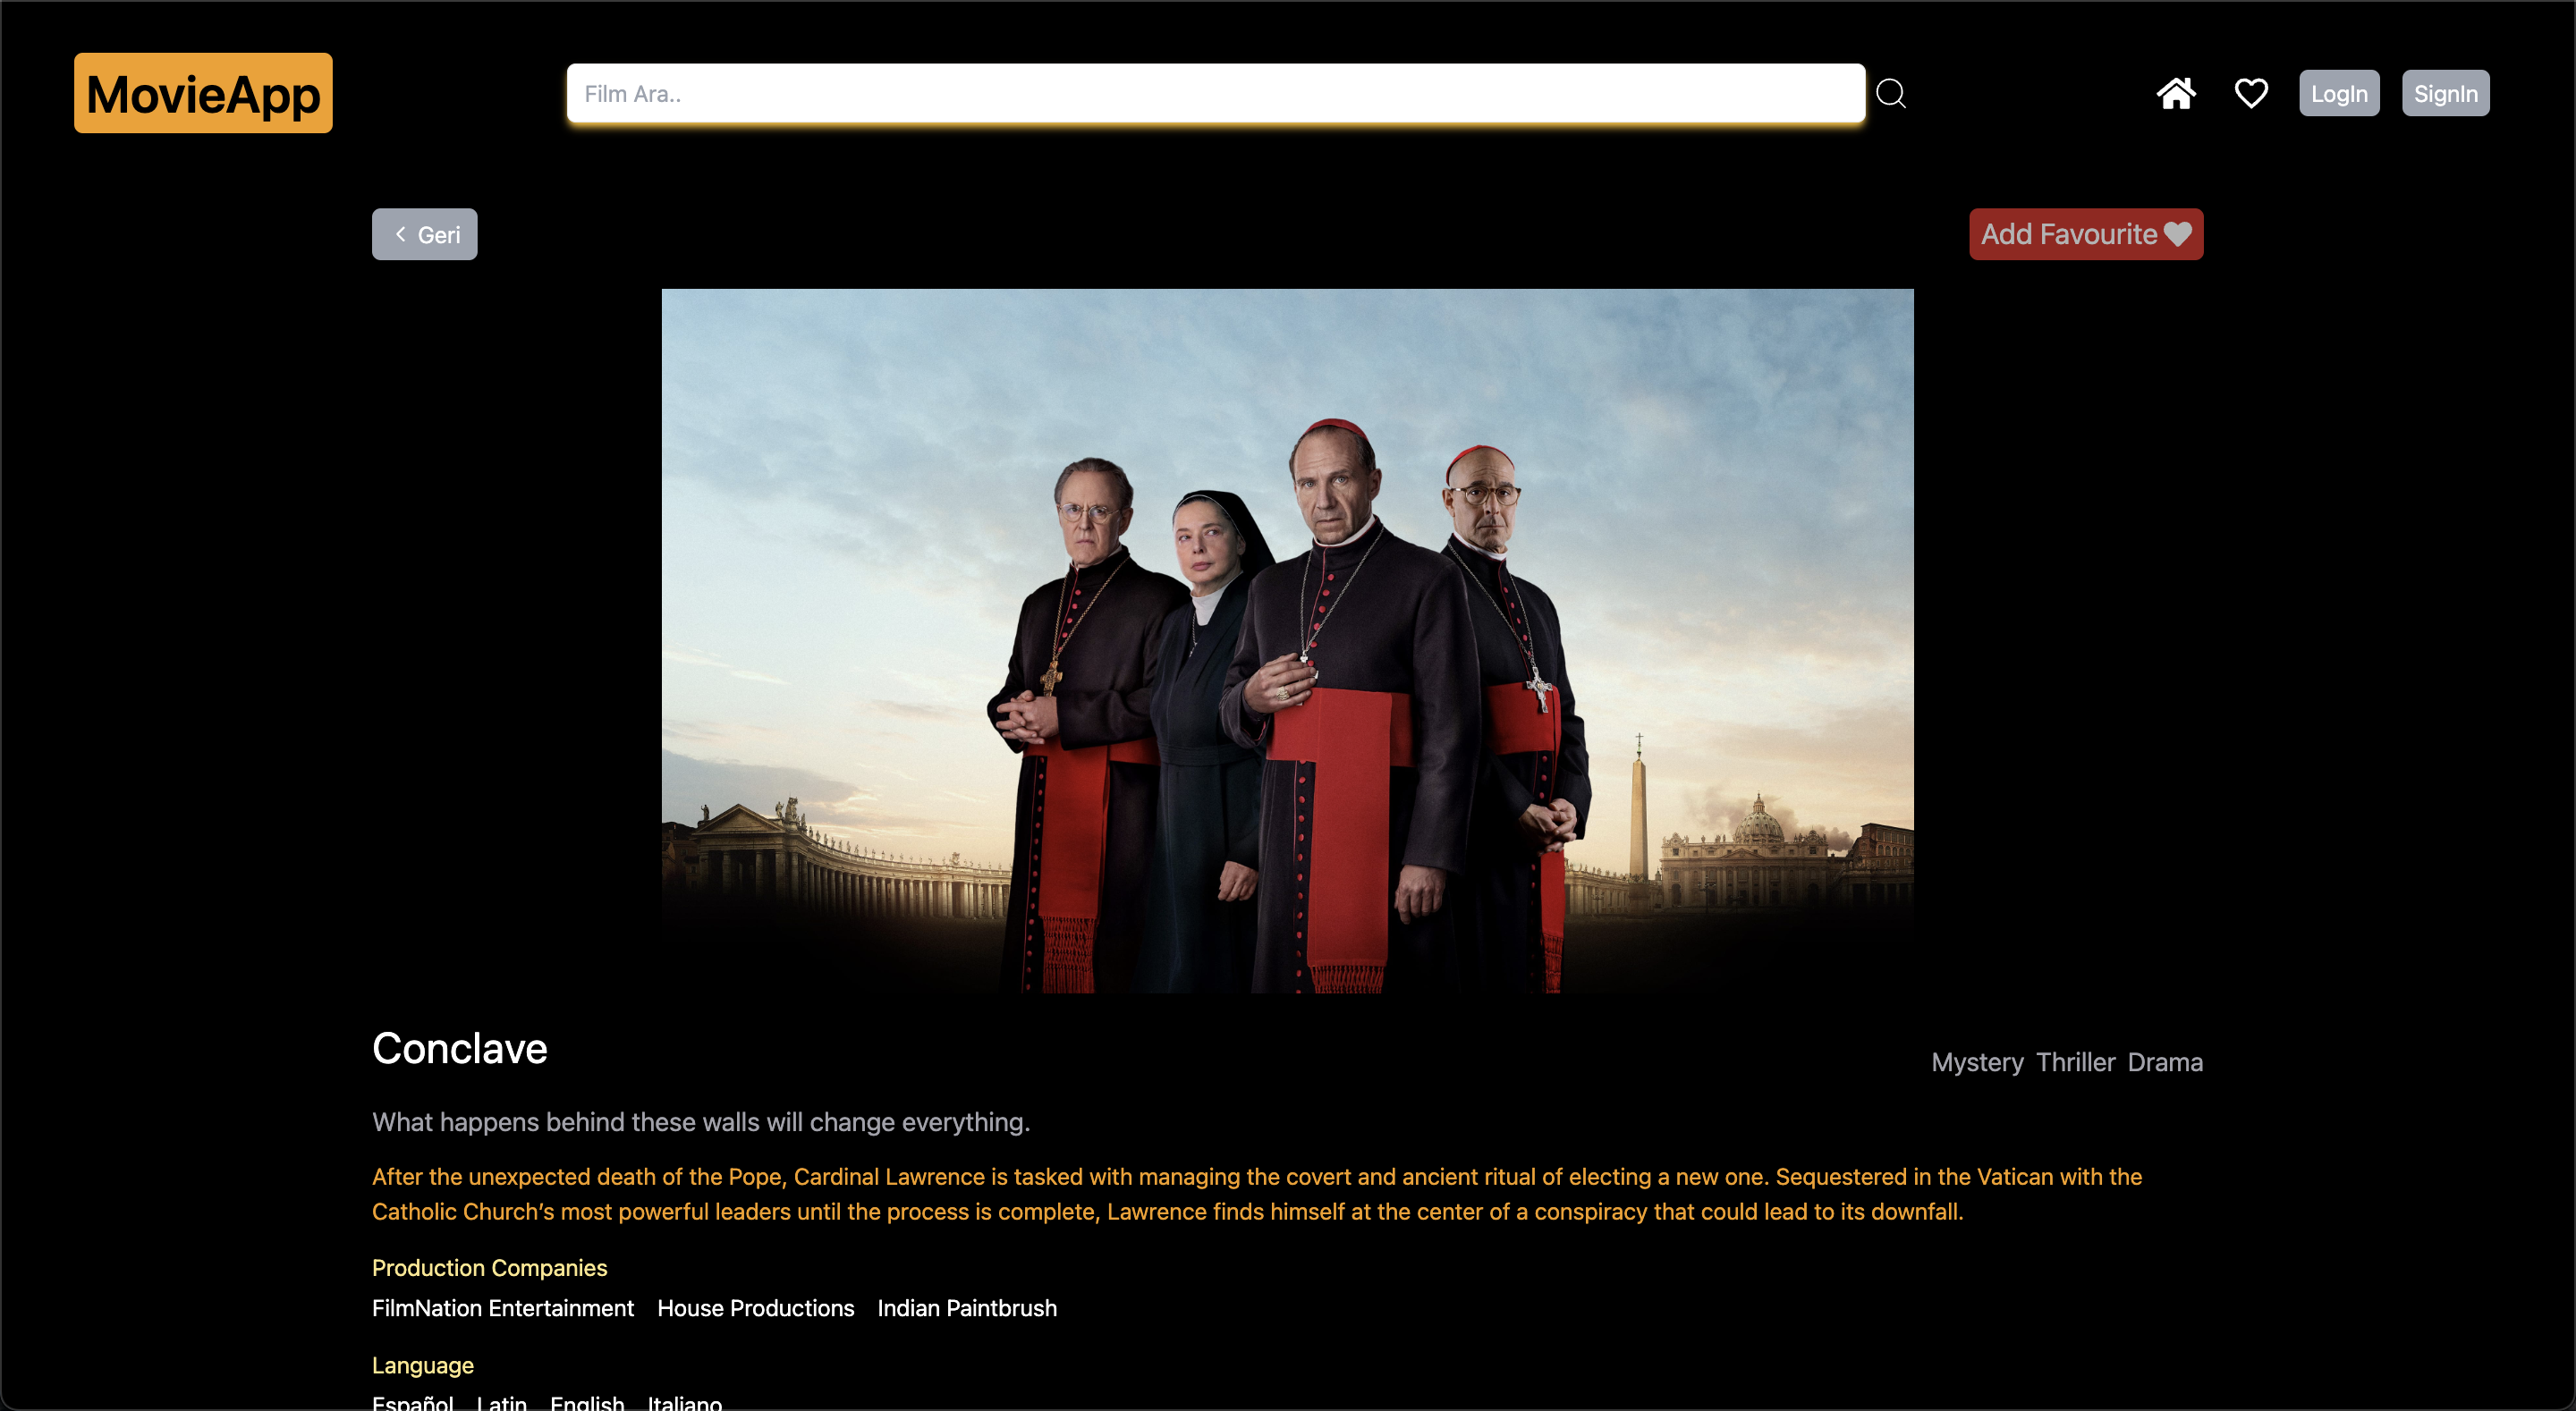 MovieApp
Film Ara..
LogIn
SignIn
Geri
Add Favourite
Conclave
Mystery Thriller Drama
What happens behind these walls will change everything.
After the unexpected death of the Pope, Cardinal Lawrence is tasked with managing the covert and ancient ritual of electing a new one. Sequestered in the Vatican with the
Catholic Church’s most powerful leaders until the process is complete, Lawrence finds himself at the center of a conspiracy that could lead to its downfall.
Production Companies
FilmNation Entertainment House Productions Indian Paintbrush
Language
Español Latin English Italiano